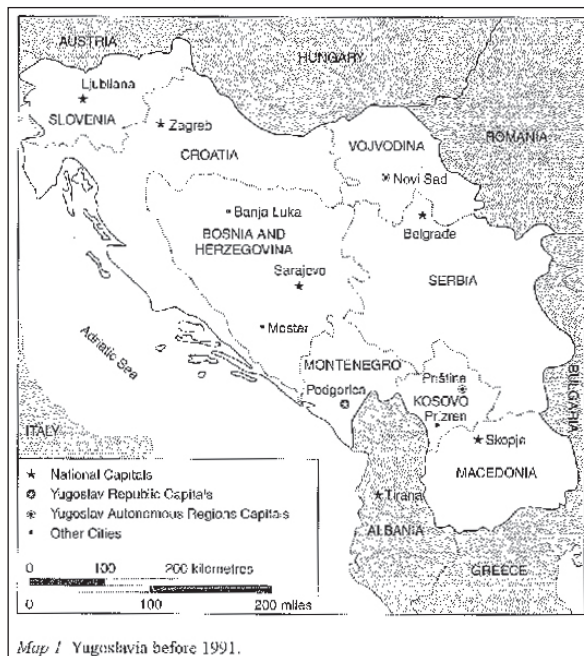 AUSTRIA
HUNGARY
Ljubliana
SLOVENIA
Zagreb
ROMANIA
VOJVODINA
CROATIA
Novi Sad
Banja Luka
BOSNIA AND
HERZEGOVINA
Belgrade
Sarajevo
SERBIA
Mostar
Adriatic Sea
MONTENEGRO
Priština
BULGARIA
Podgorica
KOSOVO
Prizren
ITALY
Skopje
MACEDONIA
National Capitals
Yugoslav Republic Capitals
Tirana
Yugoslav Autonomous Regions Capitals
ALBANIA
Other Cities
0 100 200 kilometres
GREECE
0 100 200 miles
Map 1 Yugoslavia before 1991.